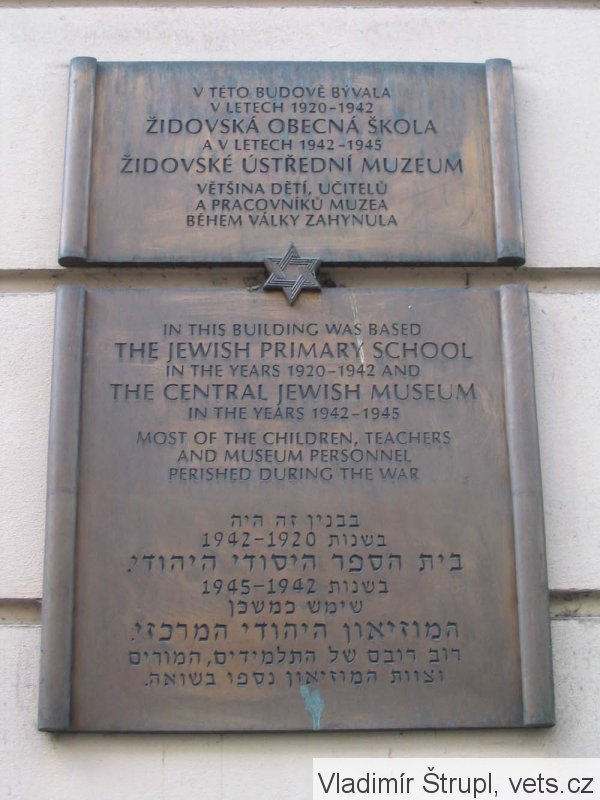 V TÉTO BUDOVĚ BÝVALA
V LETECH 1920-1942
ŽIDOVSKÁ OBECNÁ ŠKOLA
A V LETECH 1942-1945
ŽIDOVSKÉ ÚSTŘEDNÍ MUZEUM
VĚTŠINA DĚTÍ, UČITELŮ
A PRACOVNÍKŮ MUZEA
BĚHEM VÁLKY ZAHYNULA
IN THIS BUILDING WAS BASED
THE JEWISH PRIMARY SCHOOL
IN THE YEARS 1920-1942 AND
THE CENTRAL JEWISH MUSEUM
IN THE YEARS 1942-1945
MOST OF THE CHILDREN, TEACHERS
AND MUSEUM PERSONNEL
PERISHED DURING THE WAR
בבנין זה היה
בשנות 1942-1920
בית הספר היסודי היהודי.
בשנות 1945-1942
שימש כמשכן
המוזיאון היהודי המרכזי.
רוב רובם של התלמידים, המורים
וצוות המוזיאון נספו בשואה.
Vladimír Štrupl, vets.cz